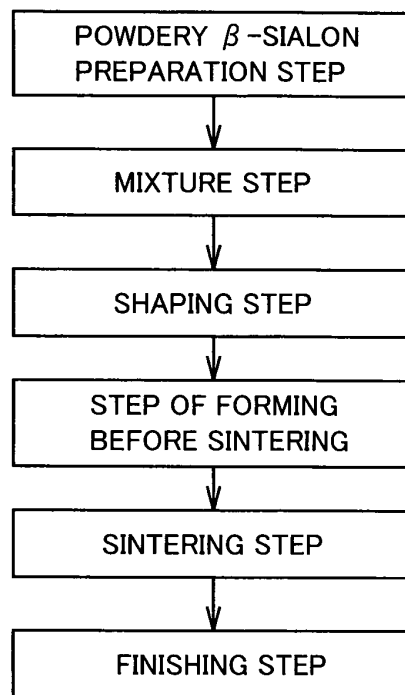 POWDERY β-SIALON
PREPARATION STEP
MIXTURE STEP
SHAPING STEP
STEP OF FORMING
BEFORE SINTERING
SINTERING STEP
FINISHING STEP